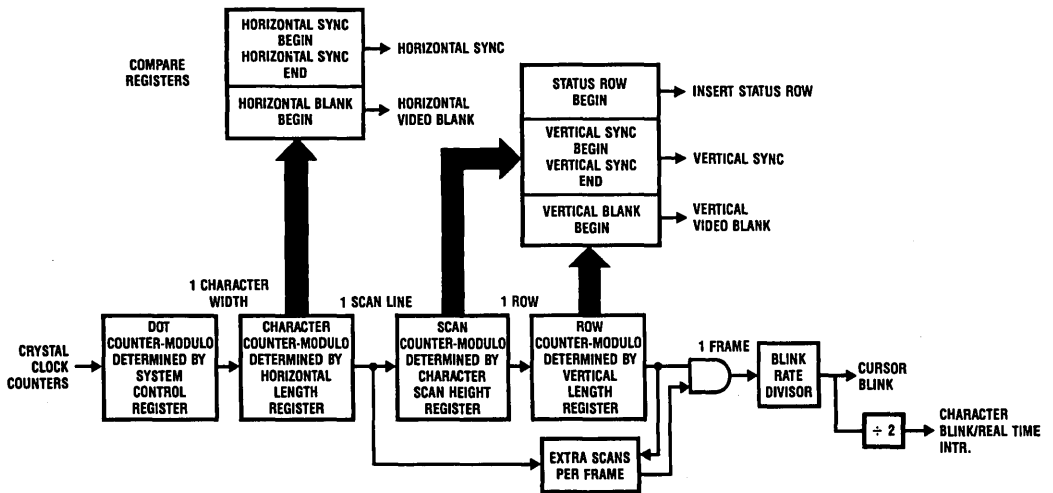 COMPARE
REGISTERS
HORIZONTAL SYNC
BEGIN
HORIZONTAL SYNC
END
HORIZONTAL BLANK
BEGIN
HORIZONTAL SYNC
HORIZONTAL
VIDEO BLANK
STATUS ROW
BEGIN
VERTICAL SYNC
BEGIN
VERTICAL SYNC
END
VERTICAL BLANK
BEGIN
INSERT STATUS ROW
VERTICAL SYNC
VERTICAL
VIDEO BLANK
1 CHARACTER
WIDTH
1 SCAN LINE
1 ROW
1 FRAME
CRYSTAL
CLOCK
COUNTERS
DOT
COUNTER-MODULO
DETERMINED BY
SYSTEM
CONTROL
REGISTER
CHARACTER
COUNTER-MODULO
DETERMINED BY
HORIZONTAL
LENGTH
REGISTER
SCAN
COUNTER-MODULO
DETERMINED BY
CHARACTER
SCAN HEIGHT
REGISTER
ROW
COUNTER-MODULO
DETERMINED BY
VERTICAL
LENGTH
REGISTER
BLINK
RATE
DIVISOR
CURSOR
BLINK
÷ 2
CHARACTER
BLINK/REAL TIME
INTR.
EXTRA SCANS
PER FRAME